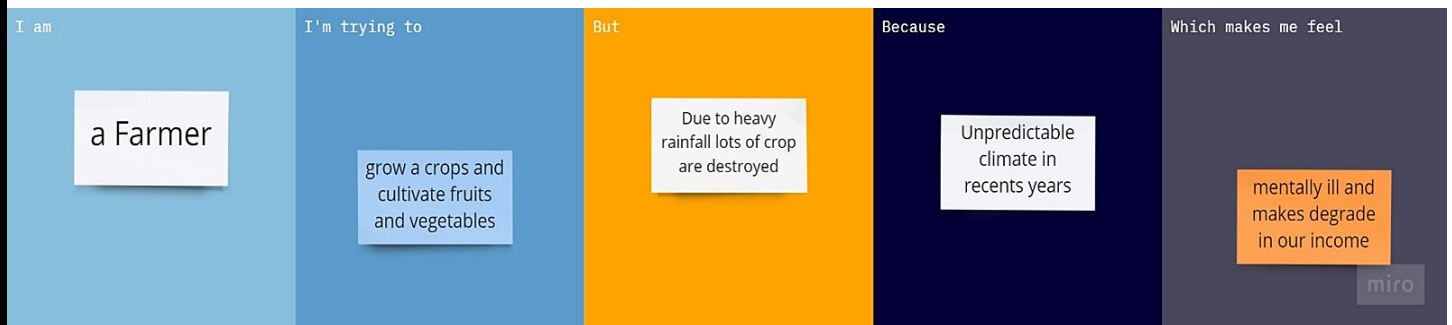 I am
a Farmer
I'm trying to
grow a crops and
cultivate fruits
and vegetables
But
Due to heavy
rainfall lots of crop
are destroyed
Because
Unpredictable
climate in
recents years
Which makes me feel
mentally ill and
makes degrade
in our income
miro